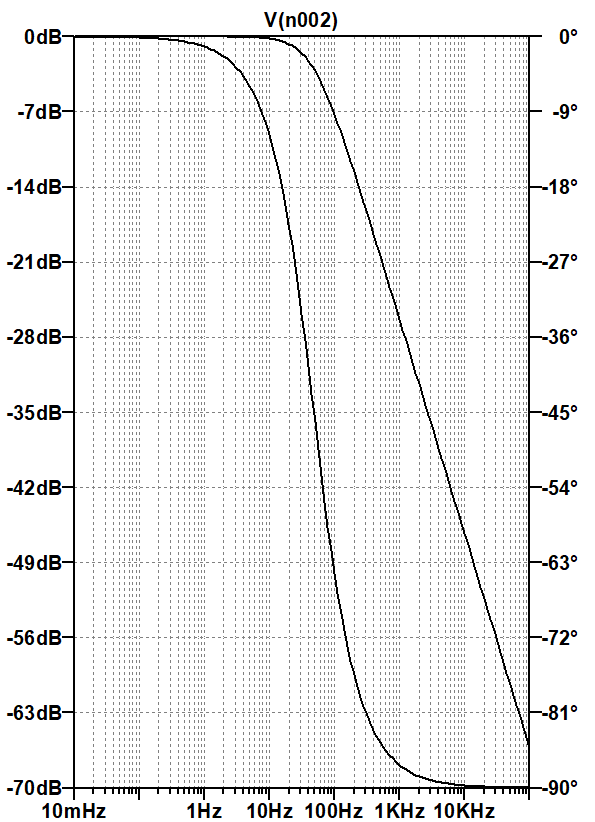 V(n002)
0dB 0°
-7dB -9°
-14dB -18°
-21dB -27°
-28dB -36°
-35dB -45°
-42dB -54°
-49dB -63°
-56dB -72°
-63dB -81°
-70dB -90°
10mHz 1Hz 10Hz 100Hz 1KHz 10KHz